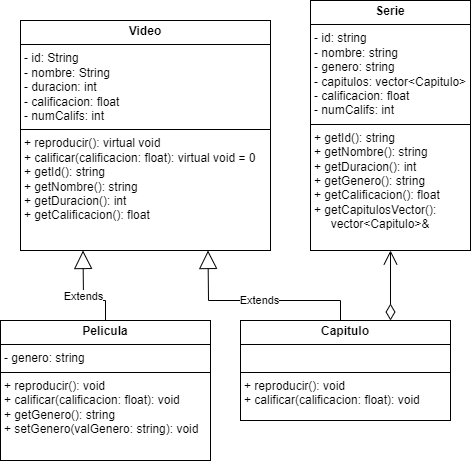 Video
- id: String
- nombre: String
- duracion: int
- calificacion: float
- numCalifs: int
+ reproducir(): virtual void
+ calificar(calificacion: float): virtual void = 0
+ getId(): string
+ getNombre(): string
+ getDuracion(): int
+ getCalificacion(): float
Serie
- id: string
- nombre: string
- genero: string
- capitulos: vector<Capitulo>
- calificacion: float
- numCalifs: int
+ getId(): string
+ getNombre(): string
+ getDuracion(): int
+ getGenero(): string
+ getCalificacion(): float
+ getCapitulosVector():
vector<Capitulo>&
Extends
Extends
Pelicula
- genero: string
+ reproducir(): void
+ calificar(calificacion: float): void
+ getGenero(): string
+ setGenero(valGenero: string): void
Capitulo
+ reproducir(): void
+ calificar(calificacion: float): void